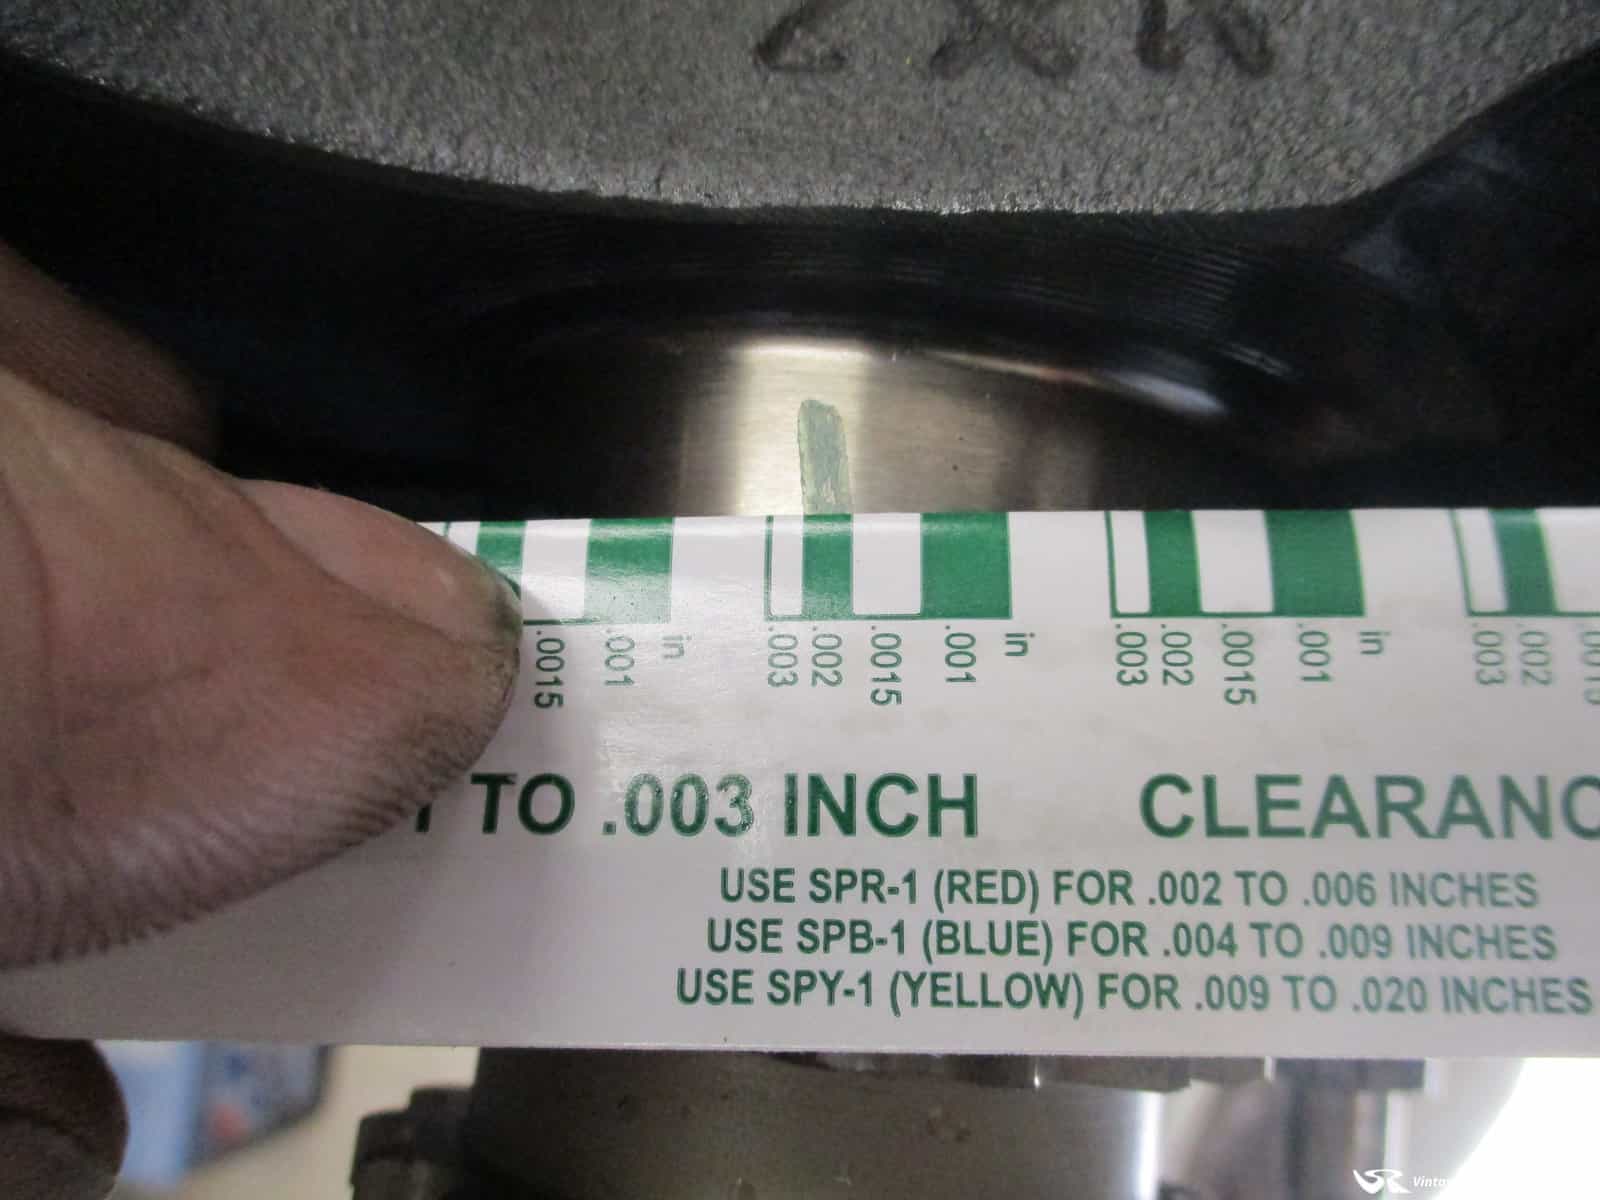 .0015 .001 in .003 .002 .0015 .001 in .003 .002 .0015 .001 in .003 .002
TO .003 INCH CLEARANC
USE SPR-1 (RED) FOR .002 TO .006 INCHES
USE SPB-1 (BLUE) FOR .004 TO .009 INCHES
USE SPY-1 (YELLOW) FOR .009 TO .020 INCHES